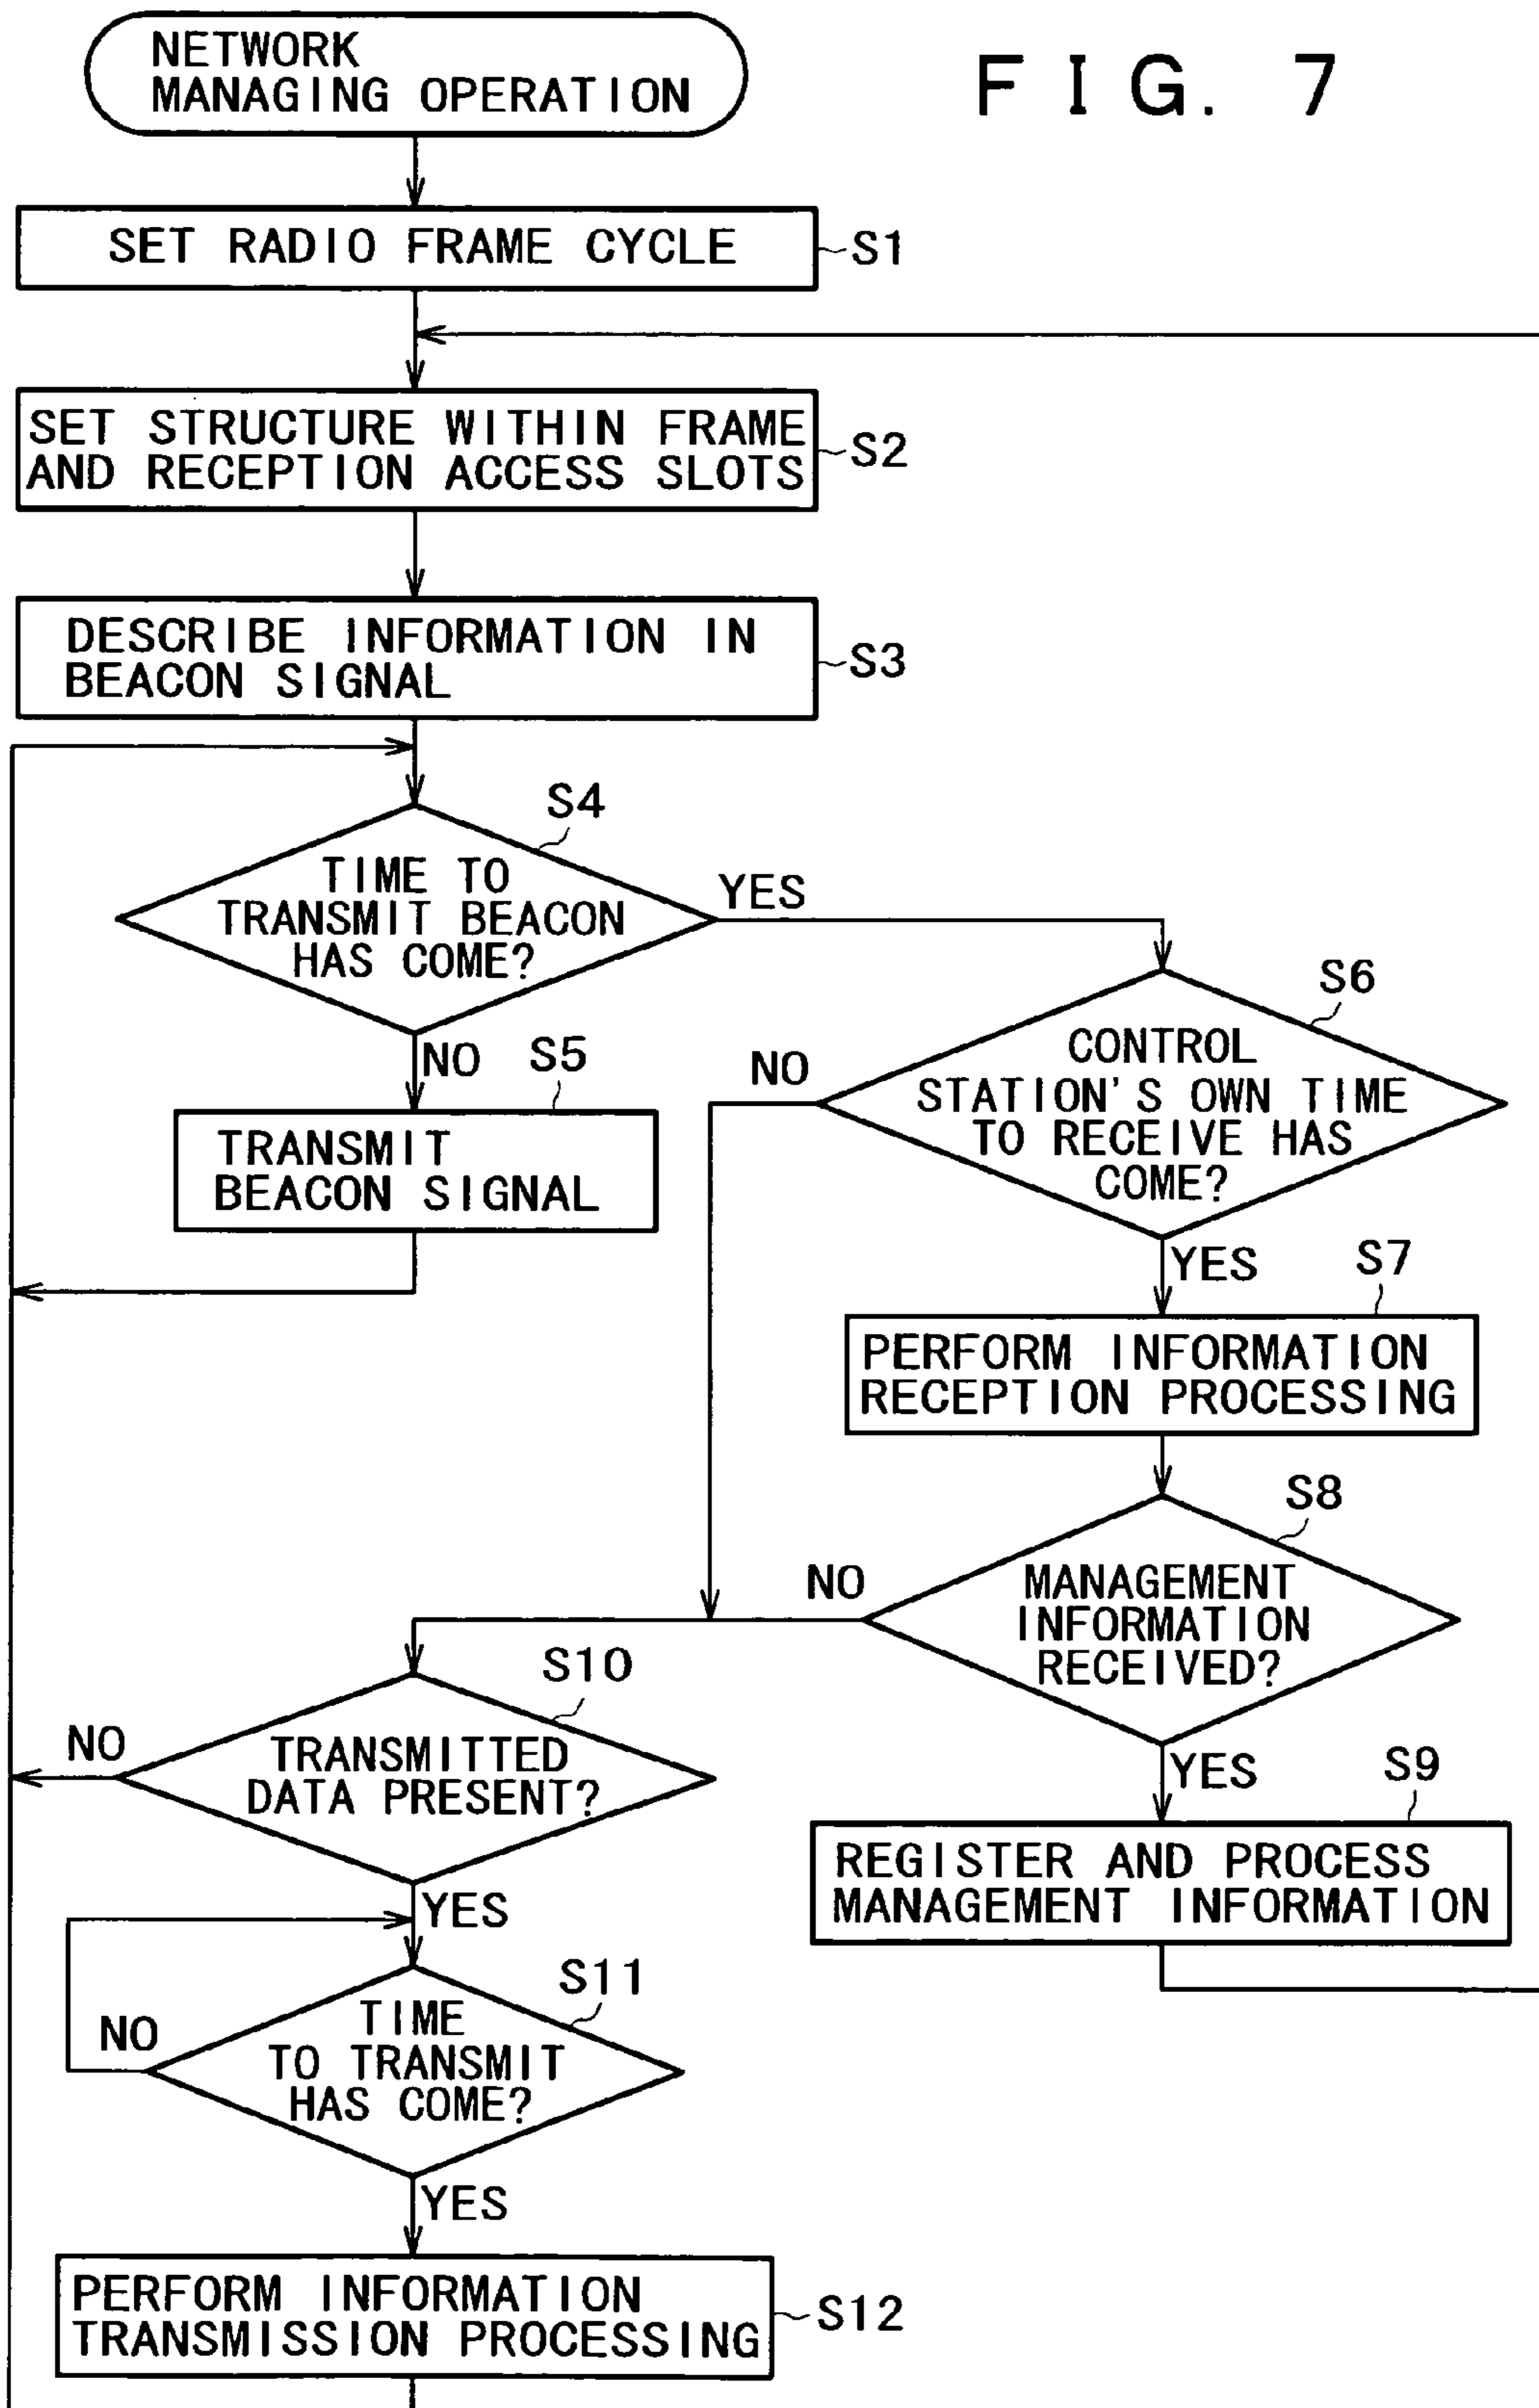 NETWORK
MANAGING OPERATION
FIG. 7
SET RADIO FRAME CYCLE
S1
SET STRUCTURE WITHIN FRAME
AND RECEPTION ACCESS SLOTS
S2
DESCRIBE INFORMATION IN
BEACON SIGNAL
S3
S4
TIME TO
TRANSMIT BEACON
HAS COME?
YES
NO
S5
TRANSMIT
BEACON SIGNAL
S6
CONTROL
STATION'S OWN TIME
TO RECEIVE HAS
COME?
NO
YES
S7
PERFORM INFORMATION
RECEPTION PROCESSING
S8
MANAGEMENT
INFORMATION
RECEIVED?
NO
YES
S9
REGISTER AND PROCESS
MANAGEMENT INFORMATION
S10
TRANSMITTED
DATA PRESENT?
NO
YES
S11
TIME
TO TRANSMIT
HAS COME?
NO
YES
PERFORM INFORMATION
TRANSMISSION PROCESSING
S12